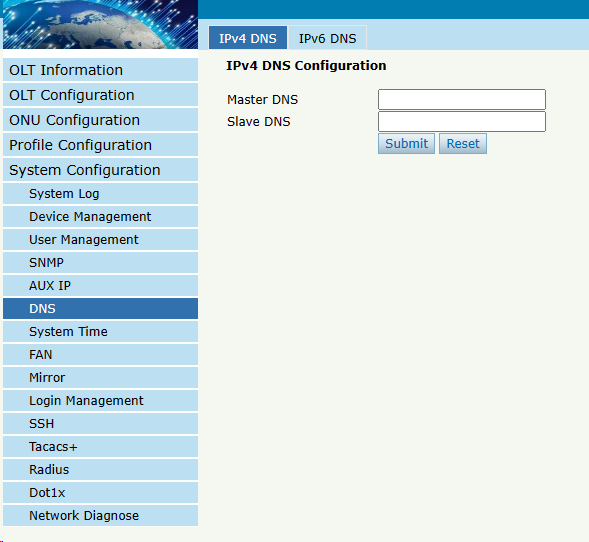 IPv4 DNS IPv6 DNS
IPv4 DNS Configuration
Master DNS
Slave DNS
Submit Reset
OLT Information
OLT Configuration
ONU Configuration
Profile Configuration
System Configuration
System Log
Device Management
User Management
SNMP
AUX IP
DNS
System Time
FAN
Mirror
Login Management
SSH
Tacacs+
Radius
Dot1x
Network Diagnose